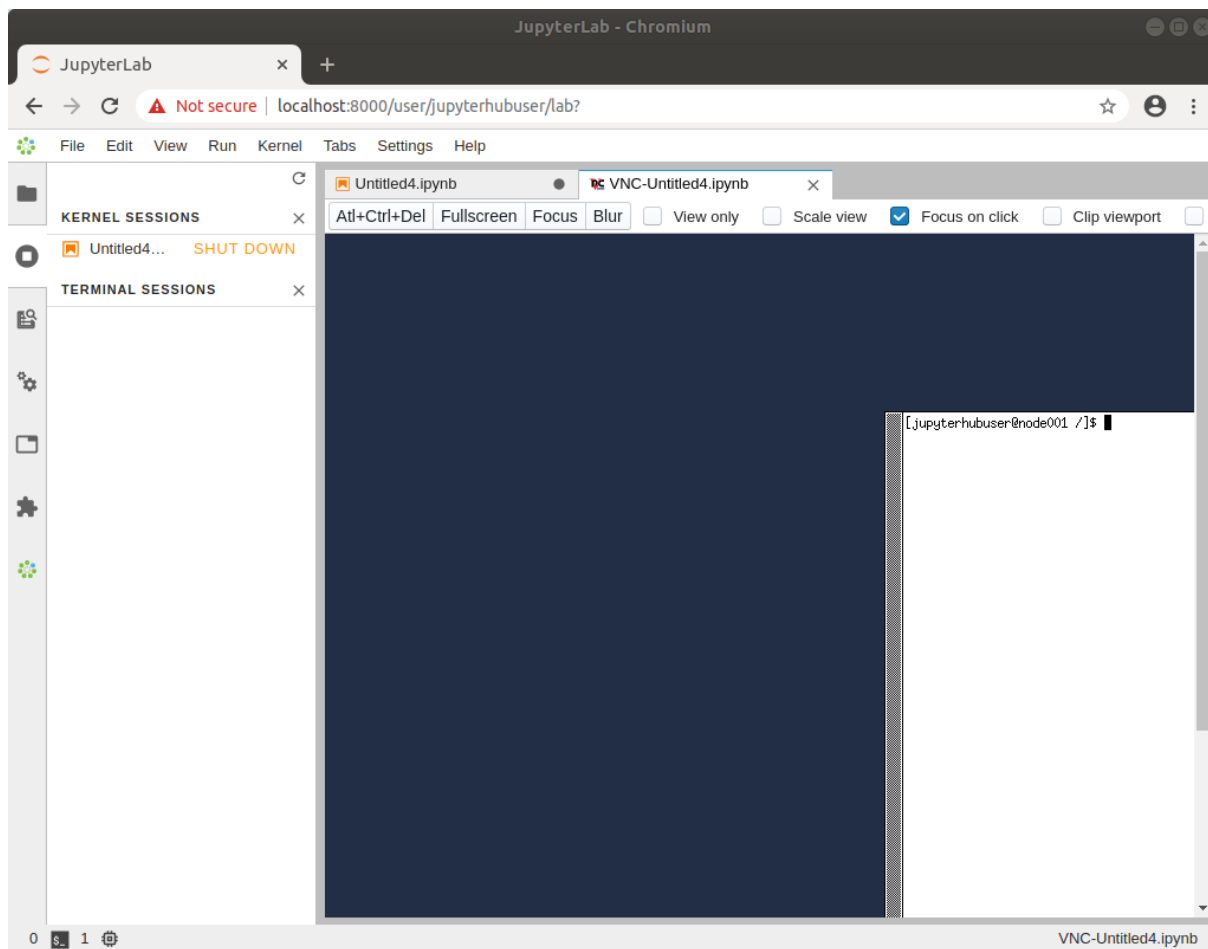 JupyterLab - Chromium
JupyterLab
Not secure localhost:8000/user/jupyterhubuser/lab?
File Edit View Run Kernel Tabs Settings Help
Untitled4.ipynb VNC-Untitled4.ipynb
KERNEL SESSIONS
Atl+Ctrl+Del Fullscreen Focus Blur View only Scale view Focus on click Clip viewport
Untitled4... SHUT DOWN
TERMINAL SESSIONS
[jupyterhubuser@node001 /]$
0 $_ 1 VNC-Untitled4.ipynb